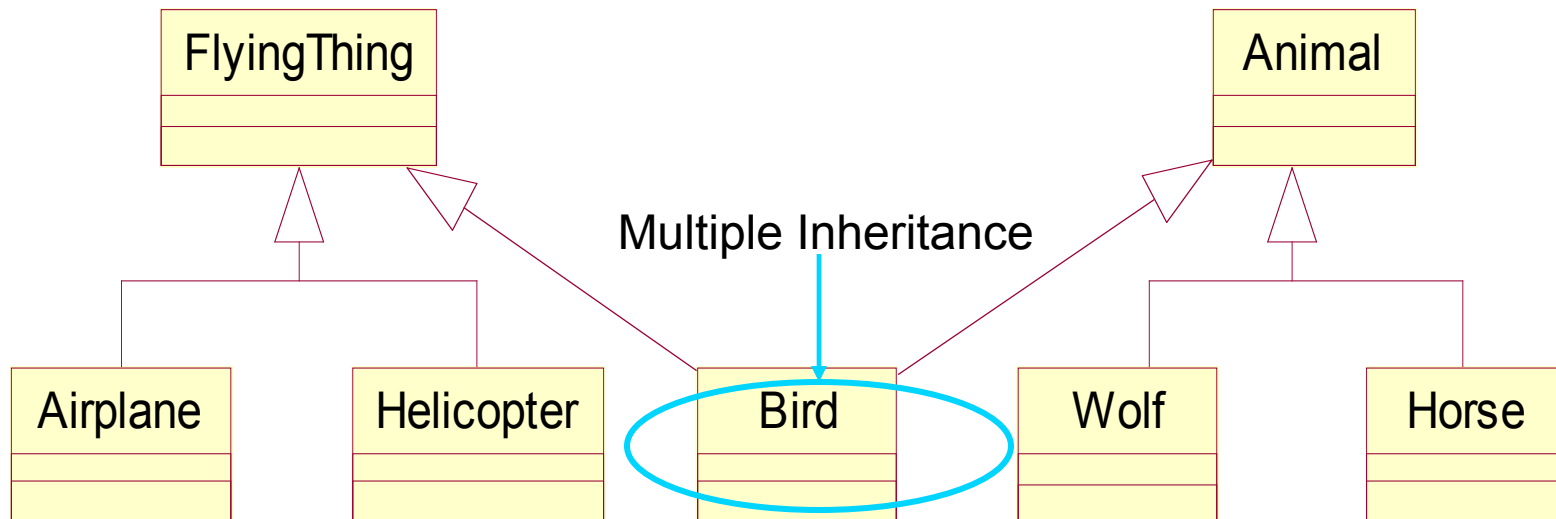 FlyingThing
Animal
Multiple Inheritance
Airplane
Helicopter
Bird
Wolf
Horse